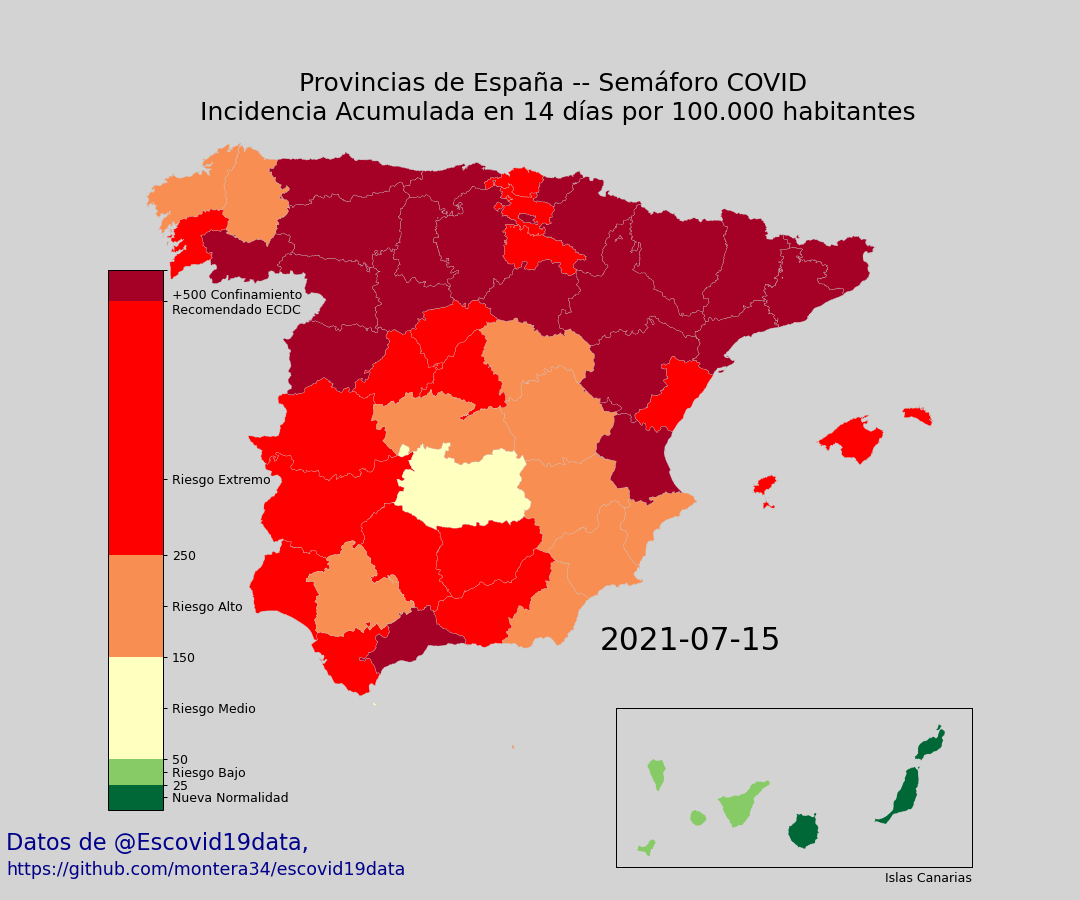 Provincias de España -- Semáforo COVID
Incidencia Acumulada en 14 días por 100.000 habitantes
+500 Confinamiento
Recomendado ECDC
Riesgo Extremo
250
Riesgo Alto
150
Riesgo Medio
50
Riesgo Bajo
25
Nueva Normalidad
2021-07-15
Islas Canarias
Datos de @Escovid19data,
https://github.com/montera34/escovid19data